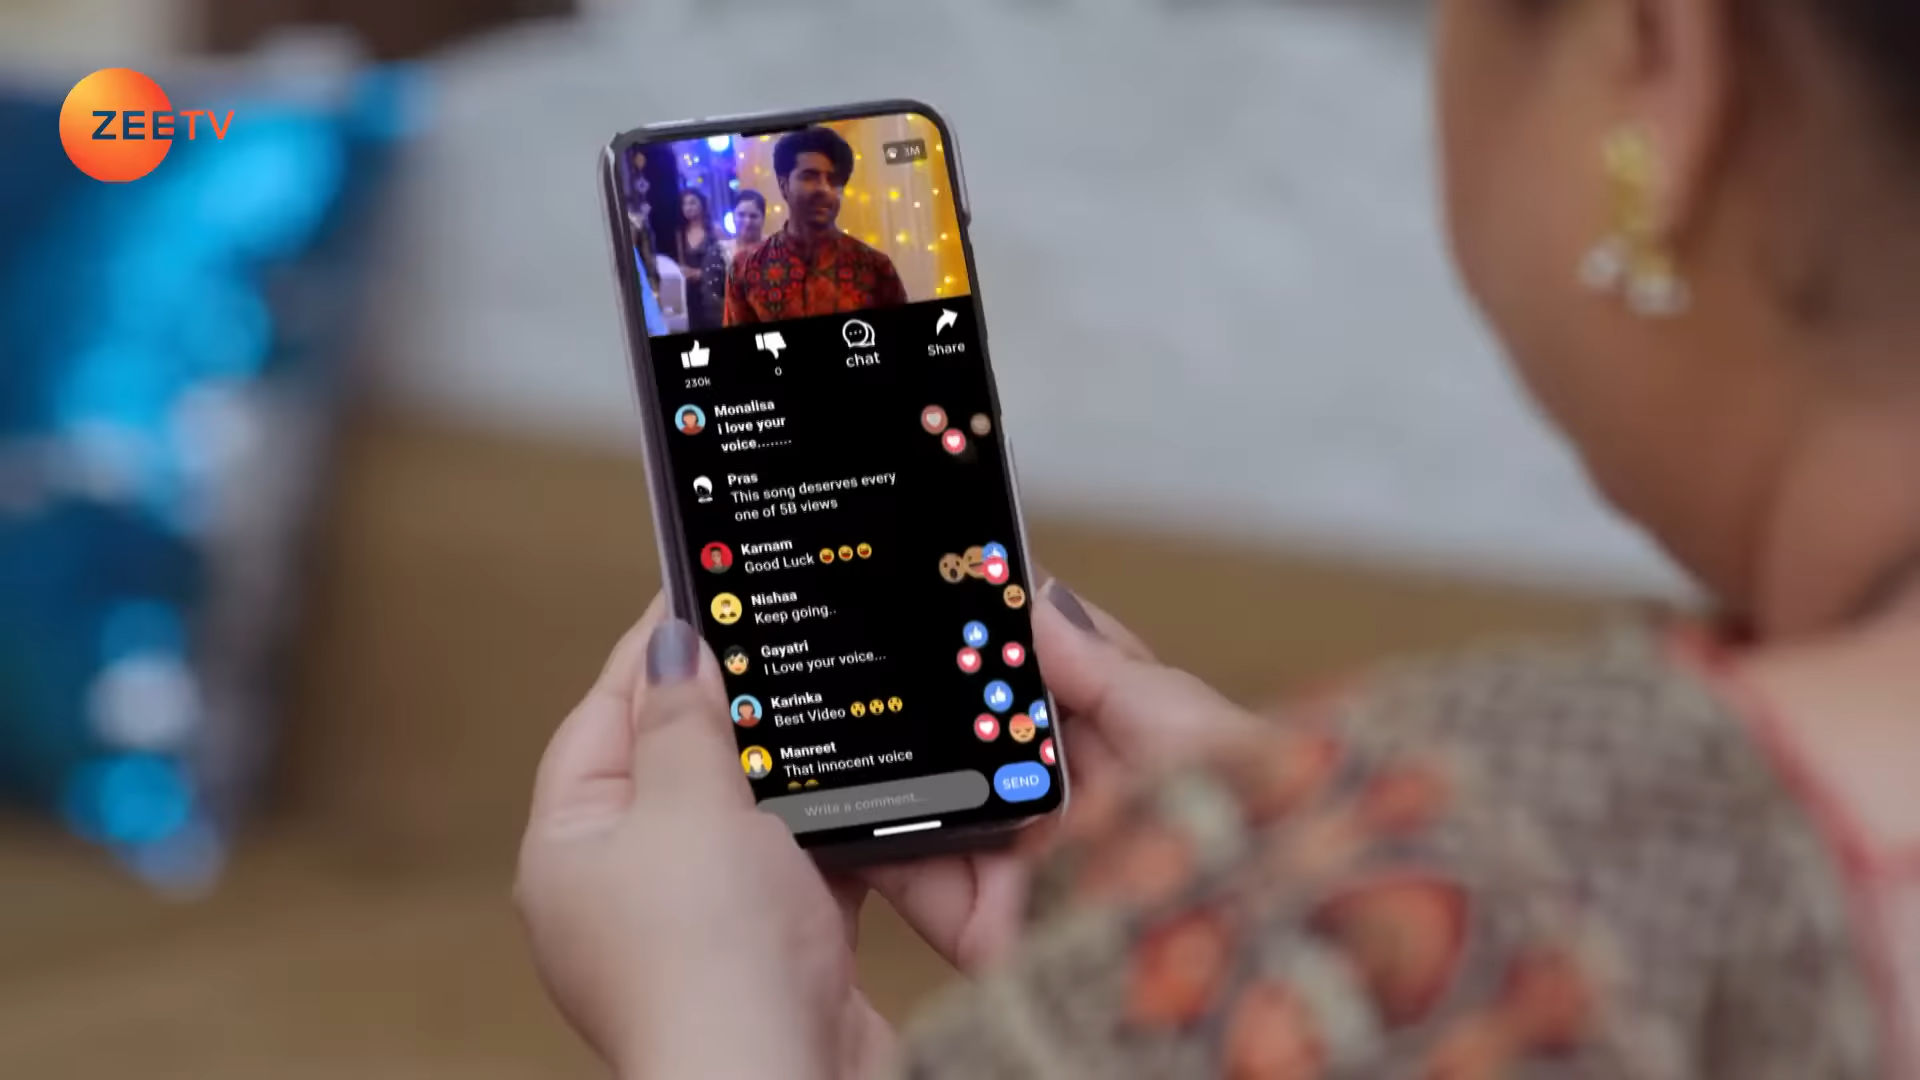 ZEETV
3M
230k
0
chat
Share
Monalisa
I love your
voice........
Pras
This song deserves every
one of 5B views
Karnam
Good Luck 😆😆😆
Nishaa
Keep going..
Gayatri
I Love your voice...
Karinka
Best Video 😯😯😯
Manreet
That innocent voice
Write a comment...
SEND